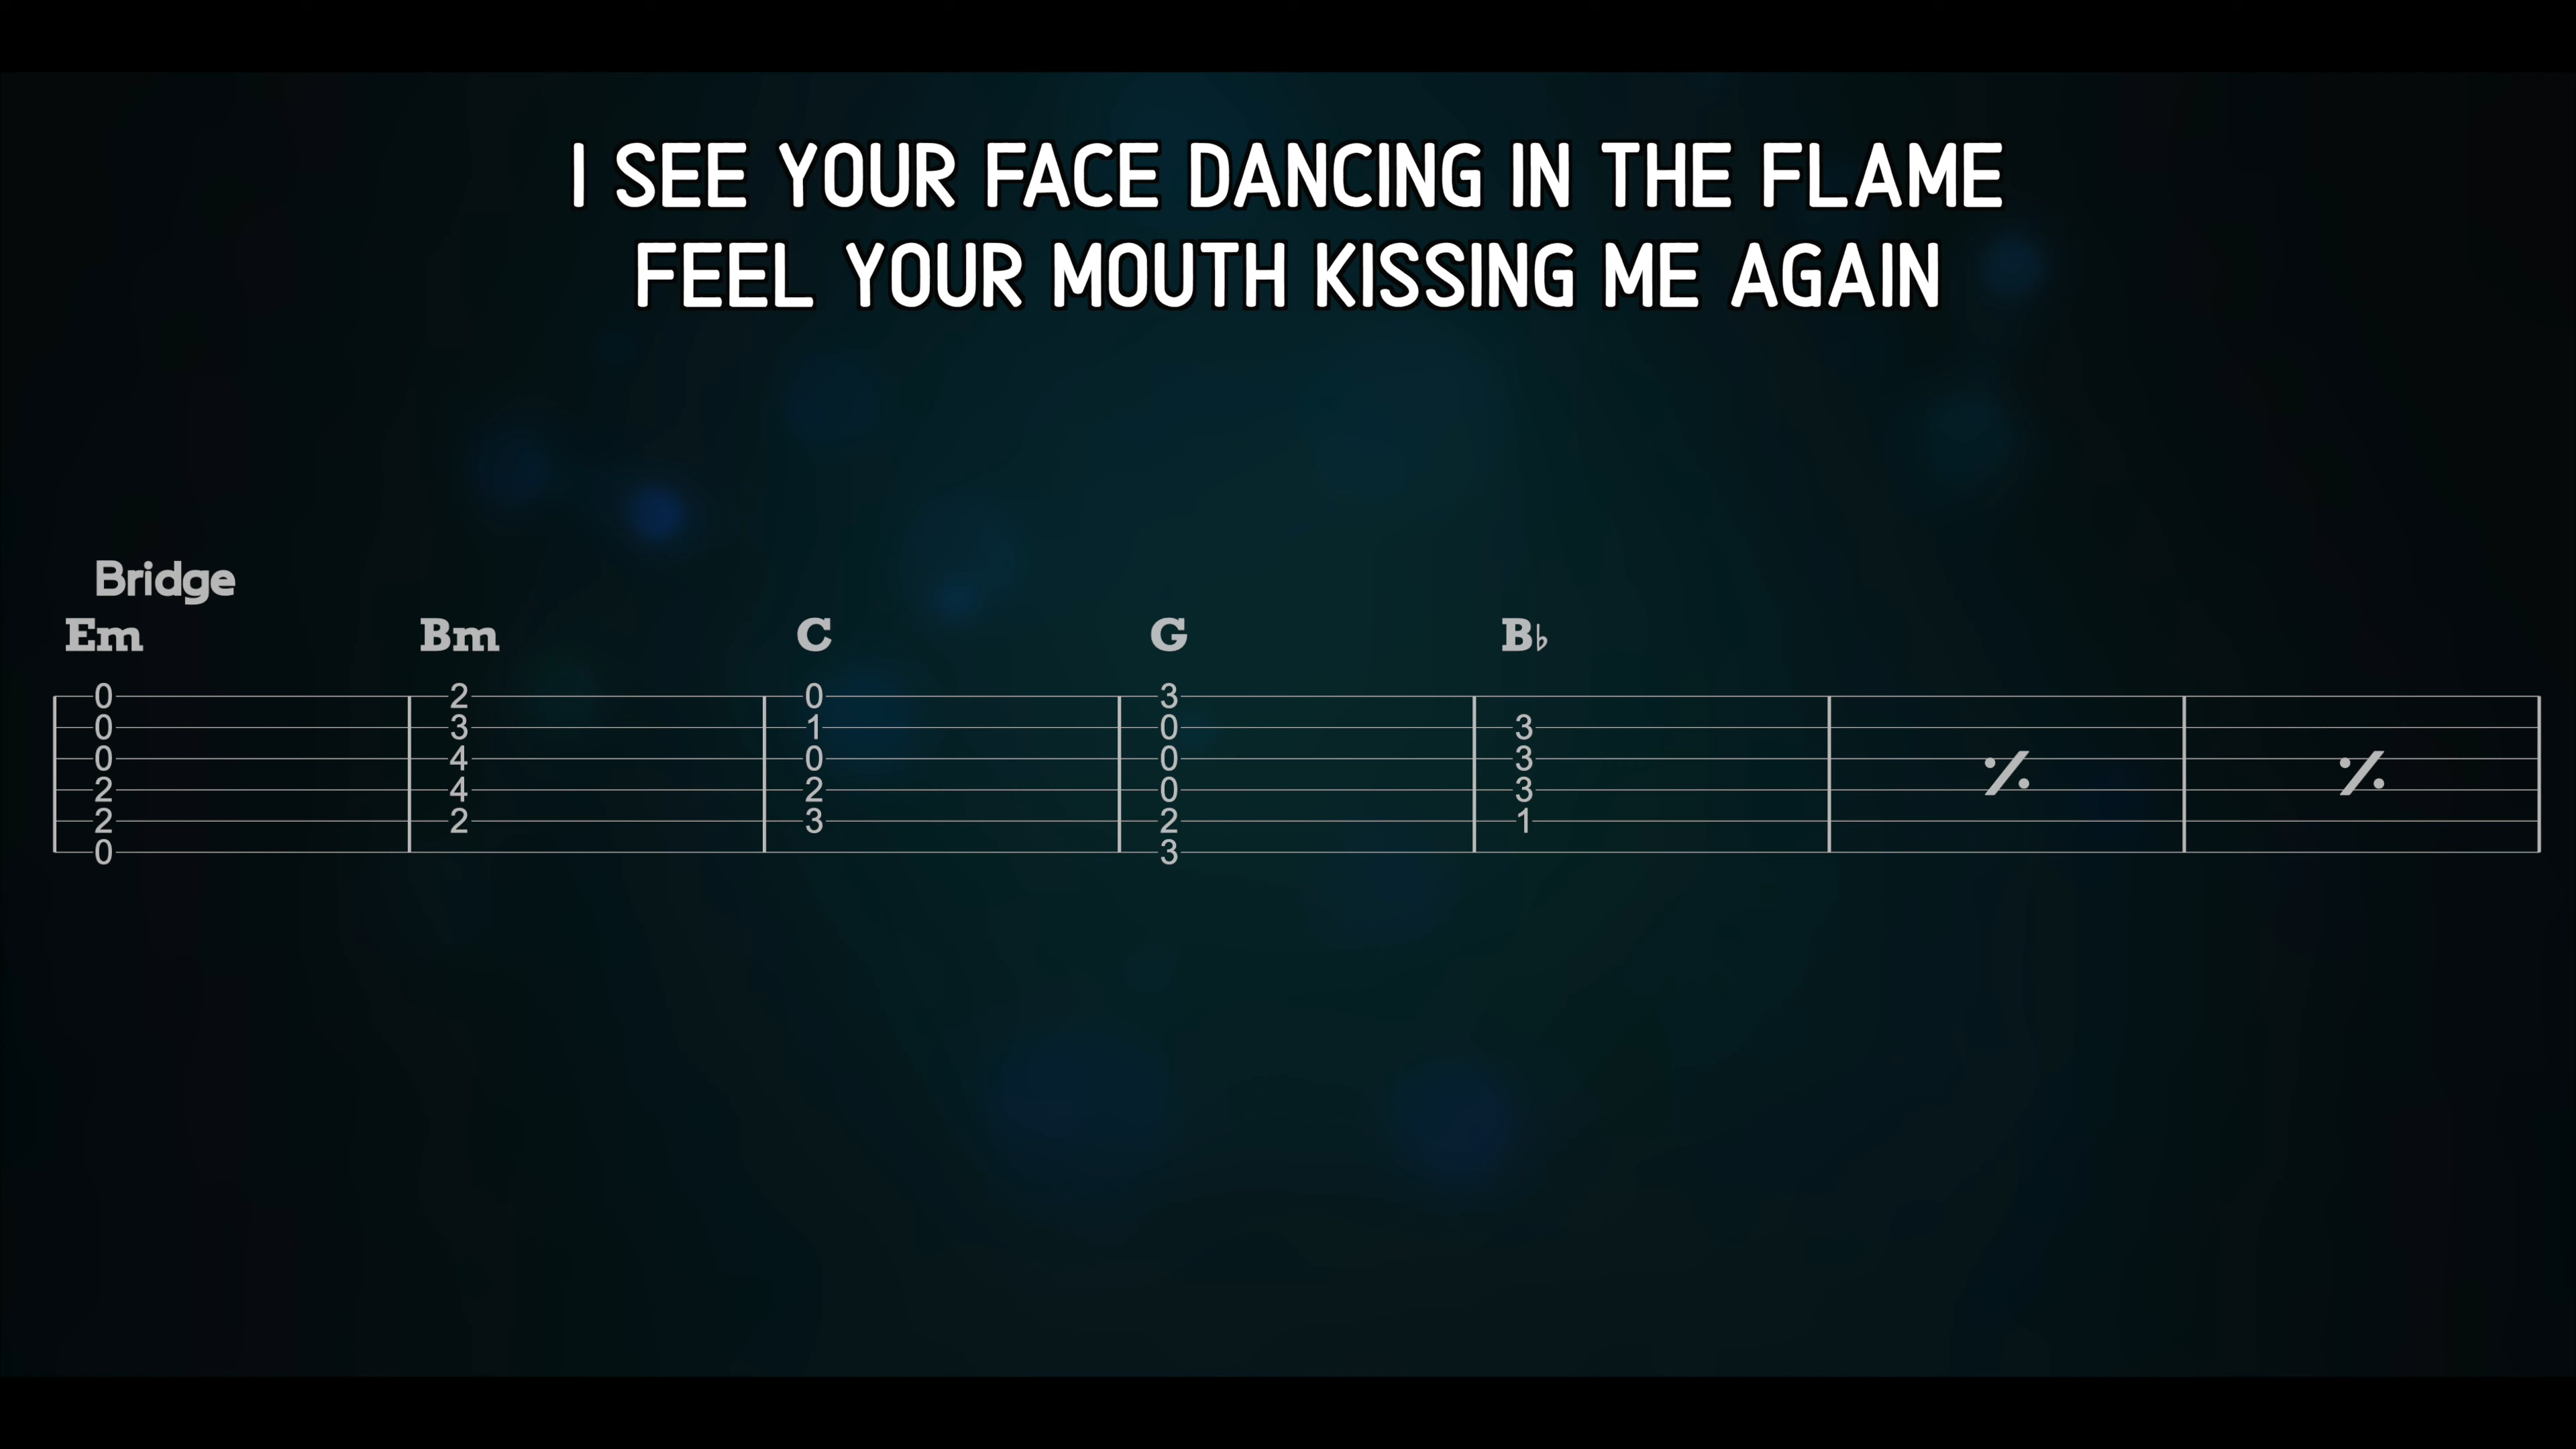 I SEE YOUR FACE DANCING IN THE FLAME
FEEL YOUR MOUTH KISSING ME AGAIN
Bridge
Em Bm C G B♭
0 2 0 3
0 3 1 0 3
0 4 0 0 3
2 4 2 0 3
2 2 3 2 1
0 3